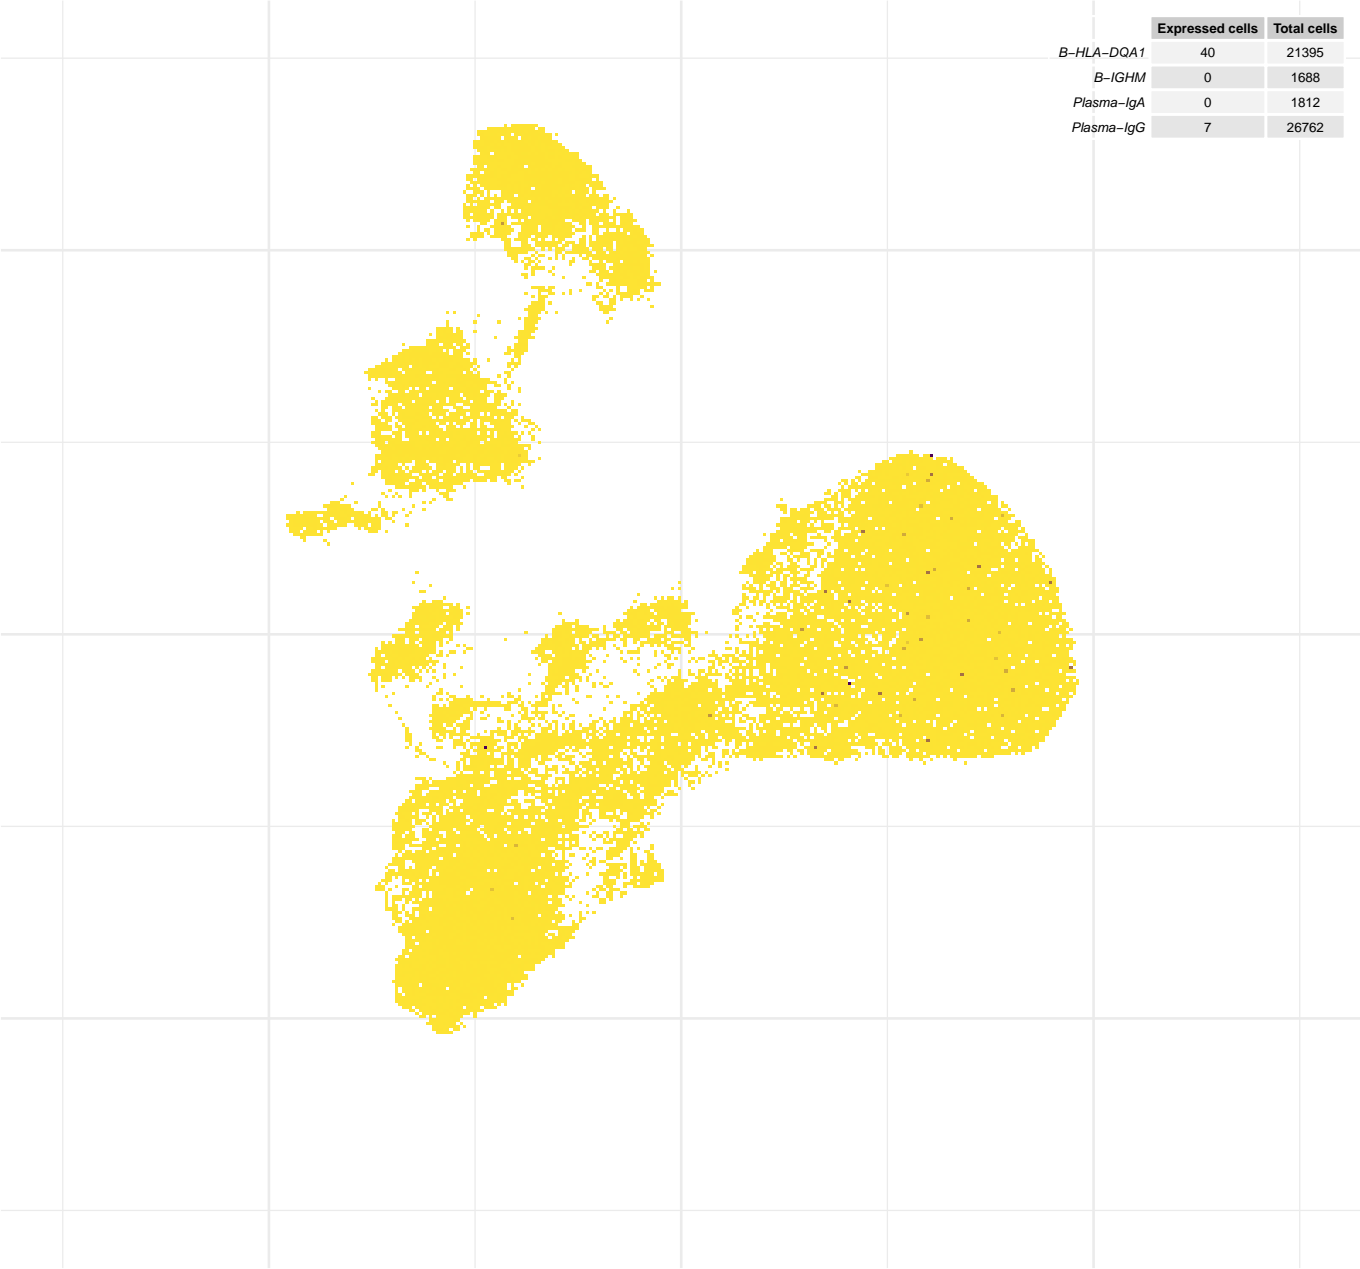 Expressed cells Total cells
B−HLA−DQA1 40 21395
B−IGHM 0 1688
Plasma−IgA 0 1812
Plasma−IgG 7 26762